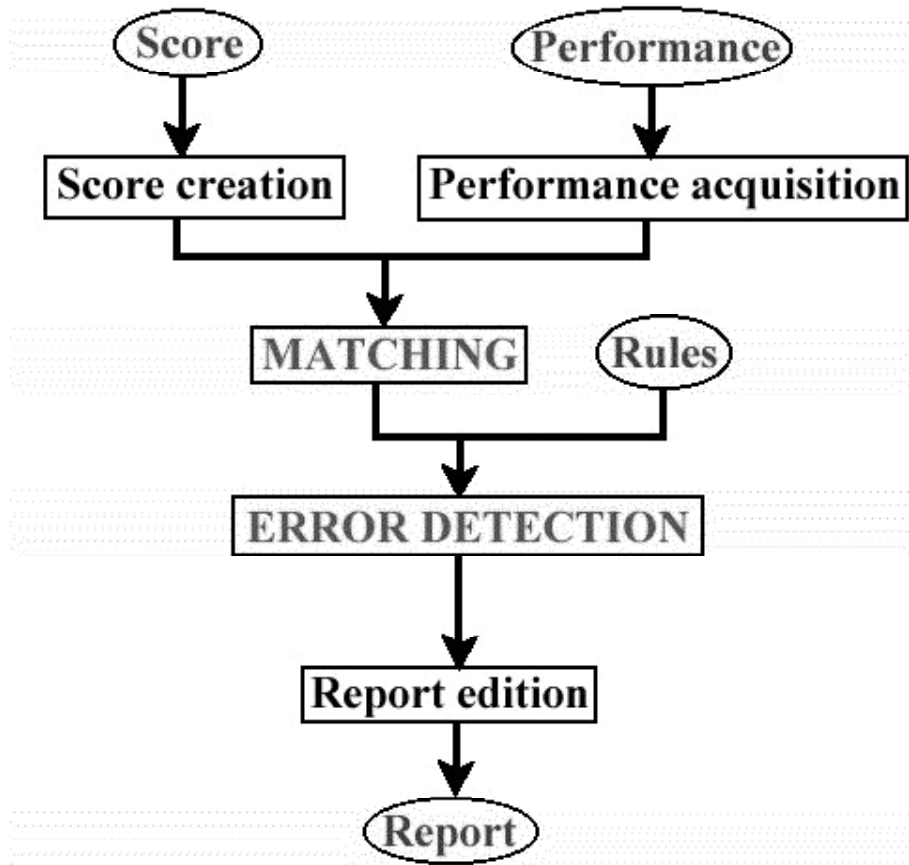 Score
Performance
Score creation
Performance acquisition
MATCHING
Rules
ERROR DETECTION
Report edition
Report